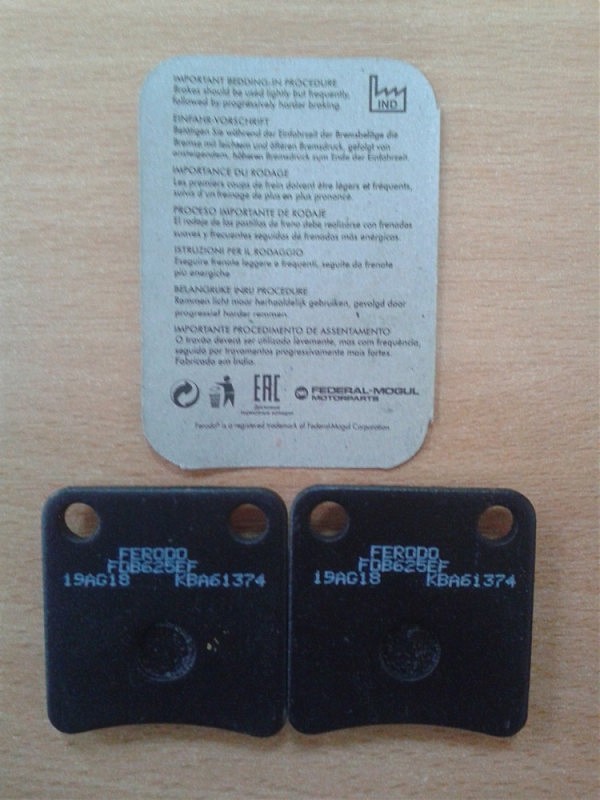 IMPORTANT BEDDING-IN PROCEDURE
Brakes should be used lightly but frequently,
followed by progressively harder braking.
IND.
EINFAHR-VORSCHRIFT
Betätigen Sie während der Einfahrzeit der Bremsbeläge die
Bremse mit leichtem und öfteren Bremsdruck, gefolgt von
ansteigendem, höheren Bremsdruck zum Ende der Einfahrzeit.
IMPORTANCE DU RODAGE
Les premiers coups de frein doivent être légers et fréquents,
suivis d'un freinage de plus en plus prononcé.
PROCESO IMPORTANTE DE RODAJE
El rodaje de las pastillas de freno debe realizarse con frenadas
suaves y frecuentes seguidas de frenadas más enérgicas.
ISTRUZIONI PER IL RODAGGIO
Eseguire frenate leggere e frequenti, seguite da frenate
più energiche
BELANGRIJKE INRIJ PROCEDURE
Remmen licht maar herhaaldelijk gebruiken, gevolgd door
progressief harder remmen.
IMPORTANTE PROCEDIMENTO DE ASSENTAMENTO
O travão deverá ser utilizado levemente, mas com frequência,
seguido por travamentos progressivamente mais fortes.
Fabricado em India.
EAC
FEDERAL-MOGUL
MOTORPARTS
Ferodo® is a registered trademark of Federal-Mogul Corporation
FERODO
FDB625EF
19AG18 KBA61374
FERODO
FDB625EF
19AG18 KBA61374